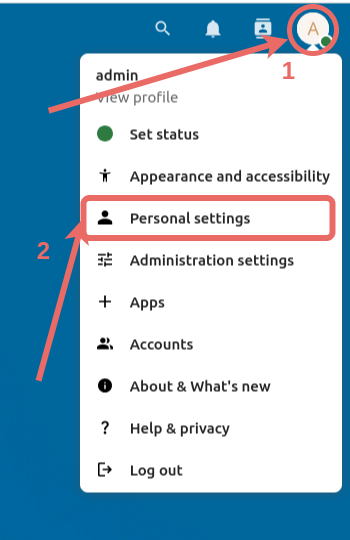 A
1
admin
View profile
Set status
Appearance and accessibility
Personal settings
2
Administration settings
Apps
Accounts
About & What's new
Help & privacy
Log out